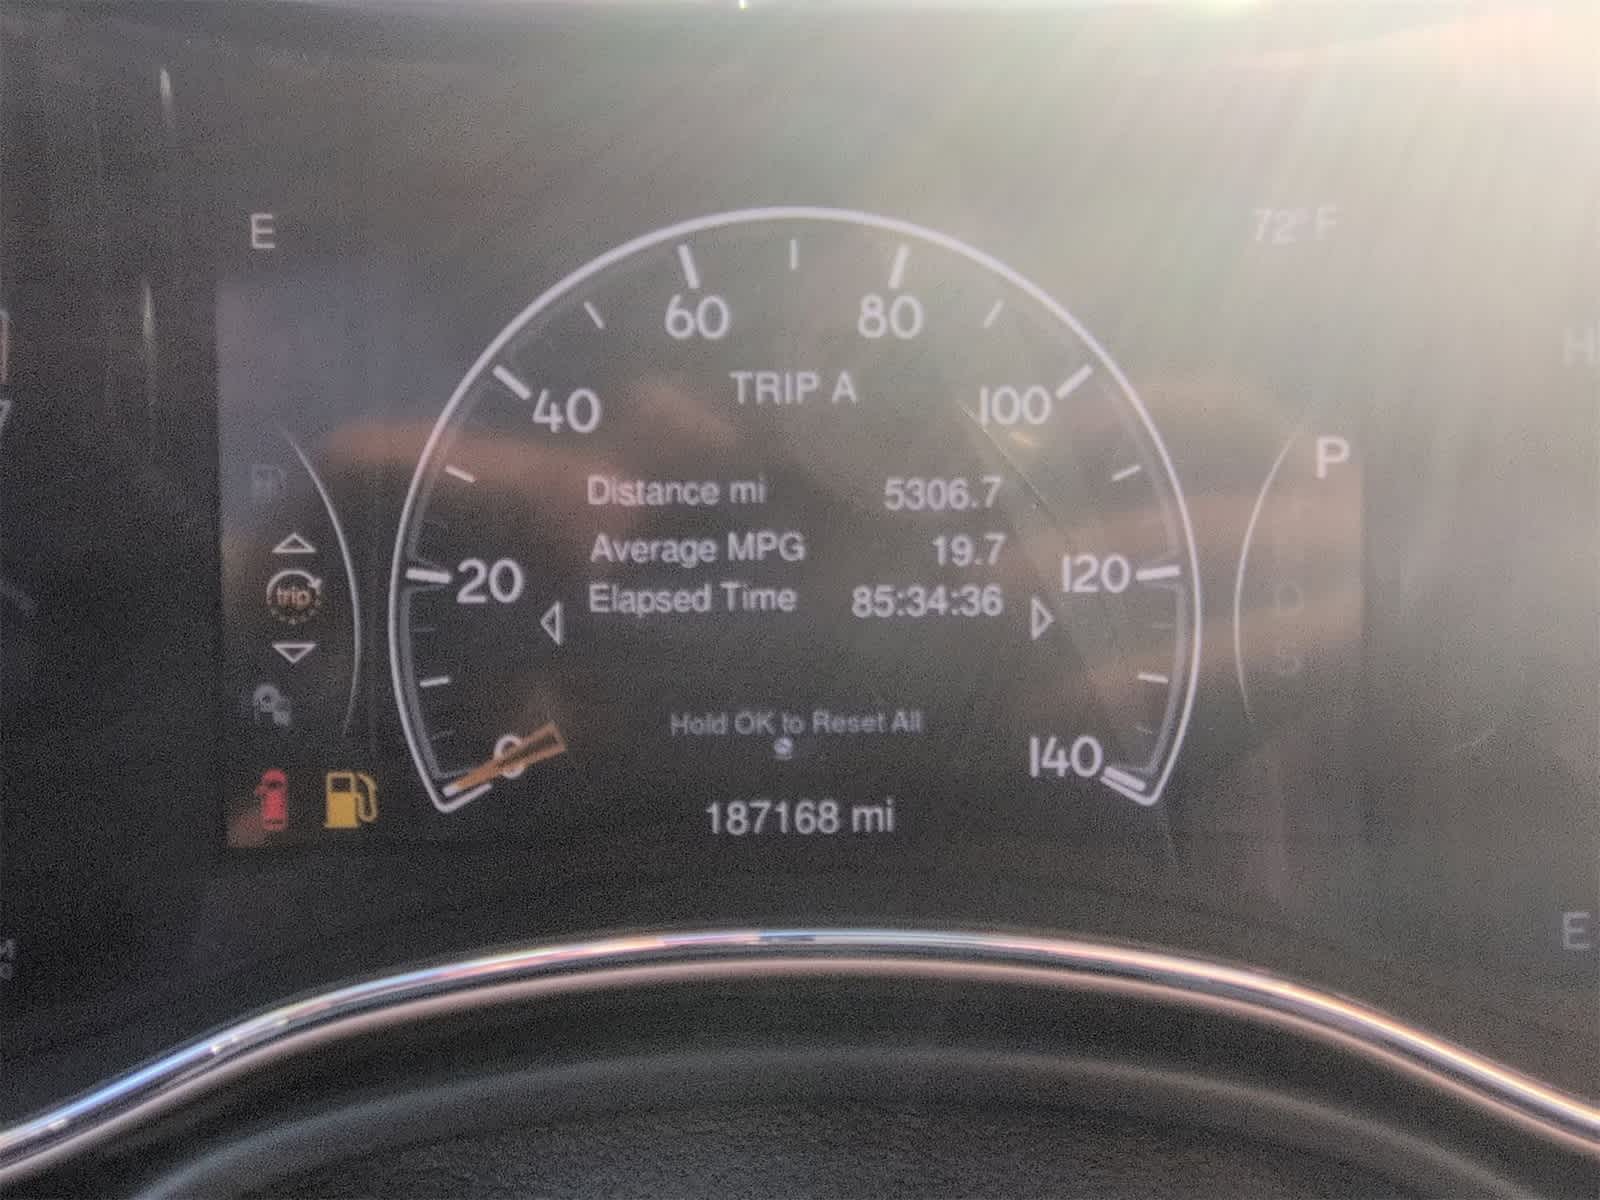 E
72° F
60 80
H
TRIP A
40 100
P
Distance mi 5306.7
Average MPG 19.7
20 120
Elapsed Time 85:34:36
trip
Hold OK to Reset All
0 140
187168 mi
E